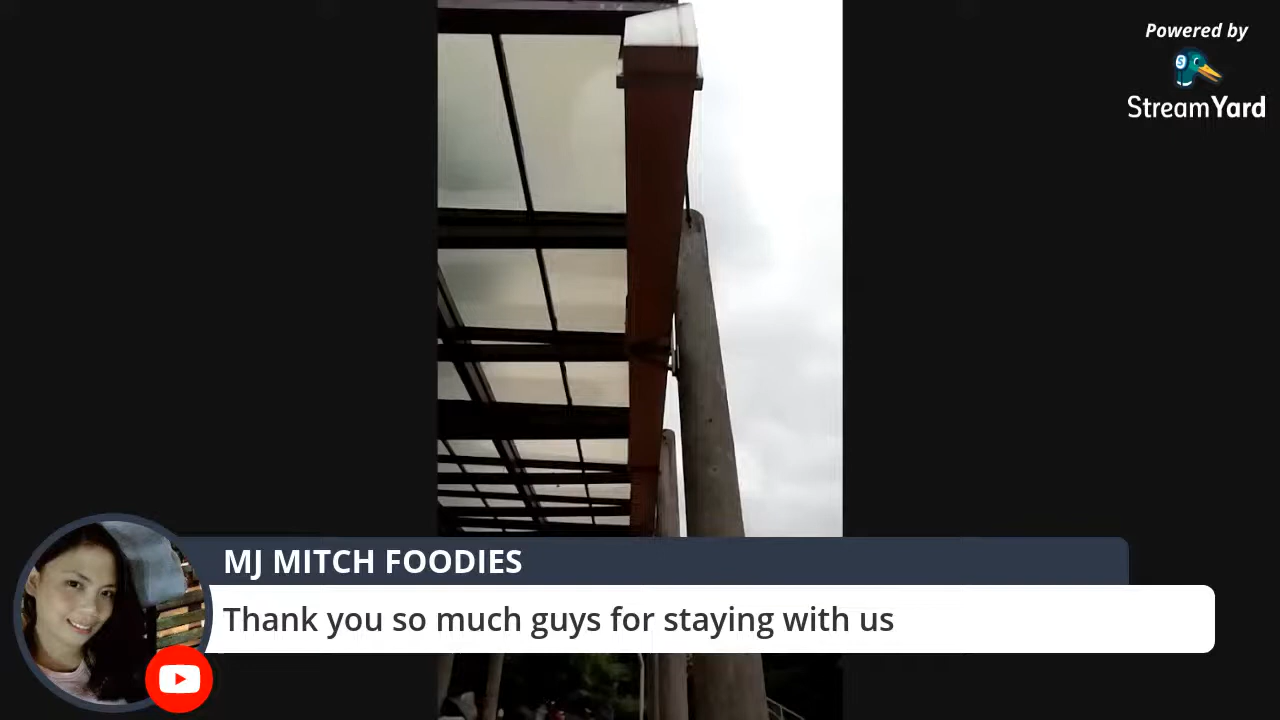 Powered by
StreamYard
MJ MITCH FOODIES
Thank you so much guys for staying with us